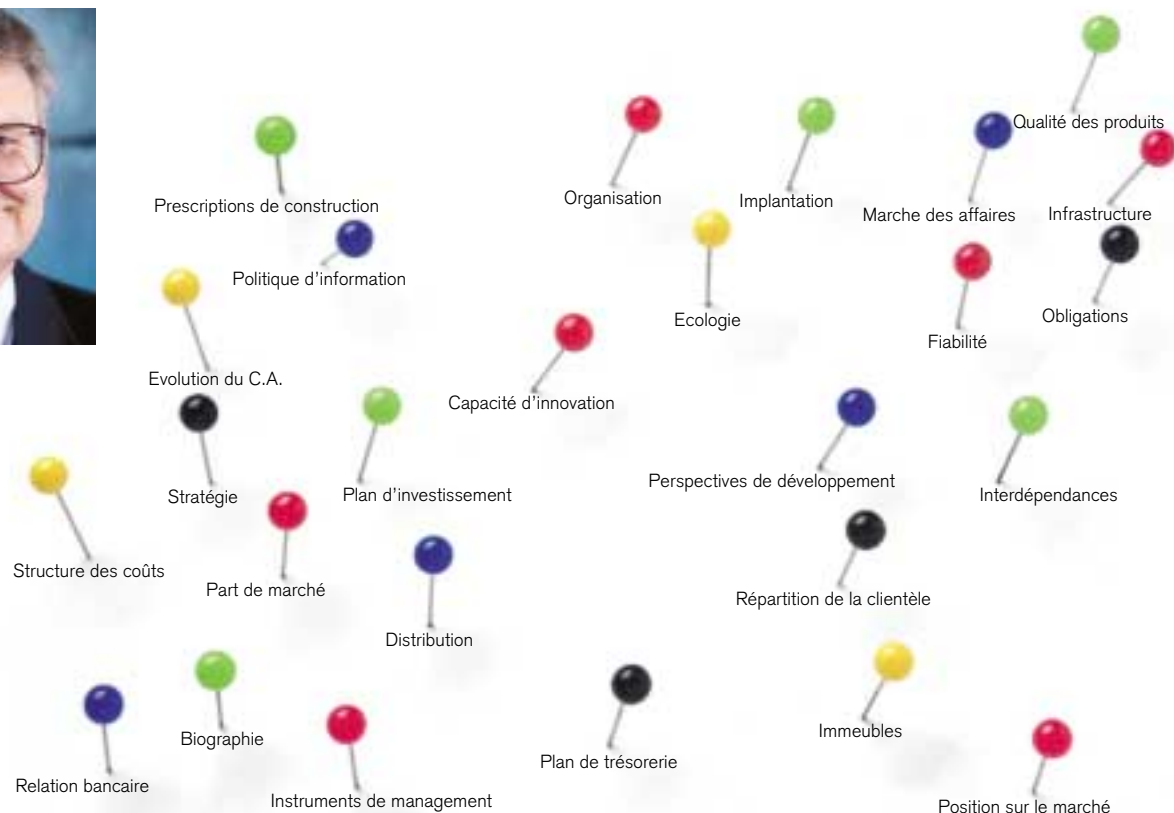 Qualité des produits
Prescriptions de construction
Organisation
Implantation
Marche des affaires
Infrastructure
Politique d'information
Ecologie
Obligations
Fiabilité
Evolution du C.A.
Capacité d'innovation
Stratégie
Plan d'investissement
Perspectives de développement
Interdépendances
Structure des coûts
Part de marché
Répartition de la clientèle
Distribution
Biographie
Immeubles
Plan de trésorerie
Relation bancaire
Instruments de management
Position sur le marché